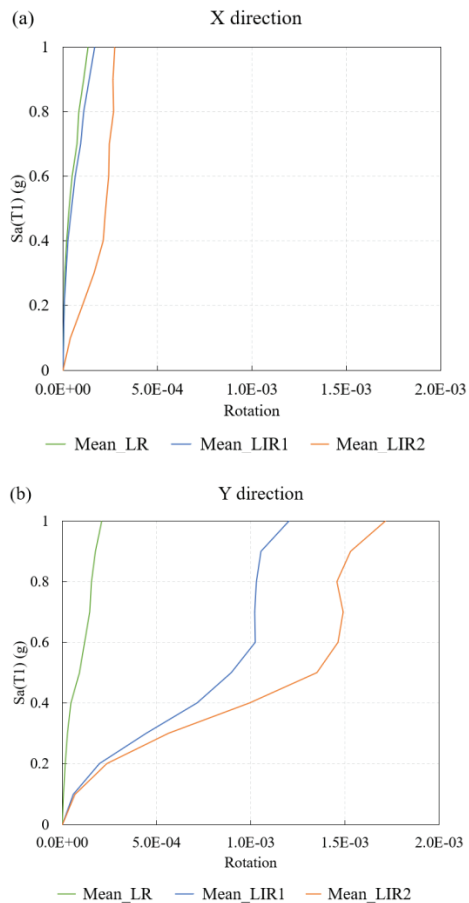 (a)
X direction
1
0.8
0.6
0.4
0.2
0
Sa(T1) (g)
0.0E+00 5.0E-04 1.0E-03 1.5E-03 2.0E-03
Rotation
Mean_LR Mean_LIR1 Mean_LIR2
(b)
Y direction
1
0.8
0.6
0.4
0.2
0
Sa(T1) (g)
0.0E+00 5.0E-04 1.0E-03 1.5E-03 2.0E-03
Rotation
Mean_LR Mean_LIR1 Mean_LIR2